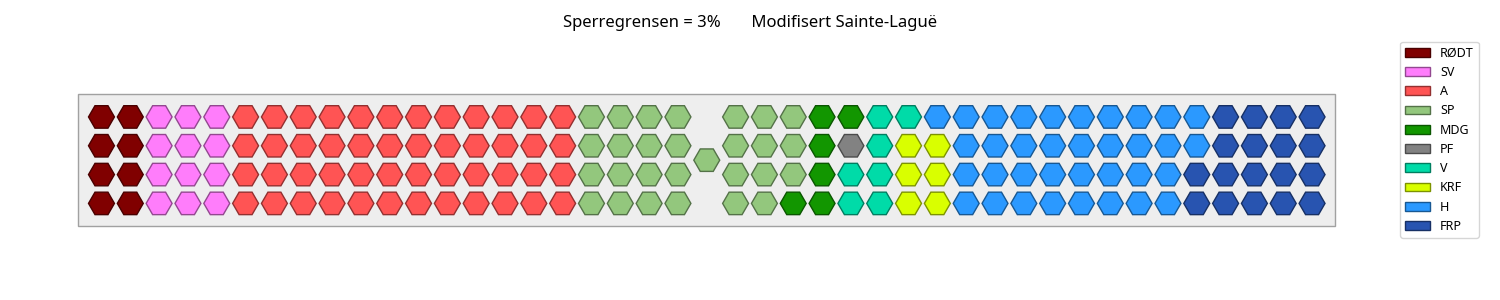 Sperregrensen = 3% Modifisert Sainte-Laguë
RØDT
SV
A
SP
MDG
PF
V
KRF
H
FRP